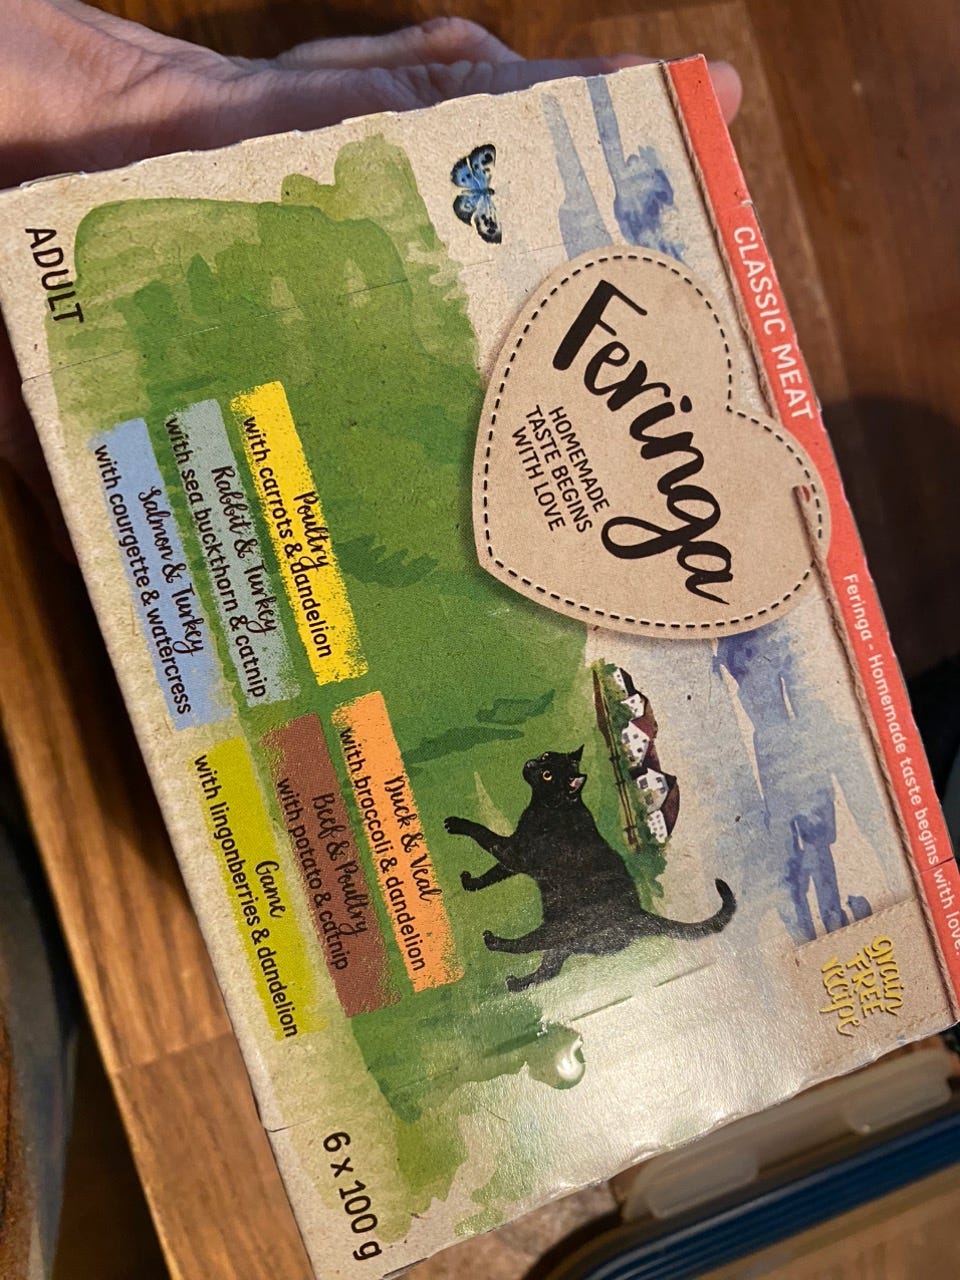 CLASSIC MEAT
Feringa - Homemade taste begins with love.
Feringa
HOMEMADE
TASTE BEGINS
WITH LOVE
grain
FREE
recipe
Poultry
with carrots & dandelion
Rabbit & Turkey
with sea buckthorn & catnip
Salmon & Turkey
with courgette & watercress
Duck & Veal
with broccoli & dandelion
Beef & Poultry
with potato & catnip
Game
with lingonberries & dandelion
ADULT
6 x 100 g